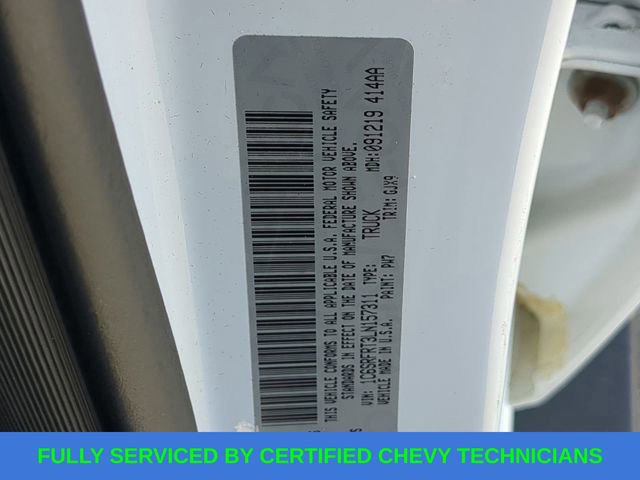 THIS VEHICLE CONFORMS TO ALL APPLICABLE U.S.A. FEDERAL MOTOR VEHICLE SAFETY
STANDARDS IN EFFECT ON THE DATE OF MANUFACTURE SHOWN ABOVE.
VIN: 1C6SRFRT3LN157311 TYPE: TRUCK MDH: 091219 414AA
VEHICLE MADE IN U.S.A. PAINT: PW7 TRIM: GJX9
FULLY SERVICED BY CERTIFIED CHEVY TECHNICIANS